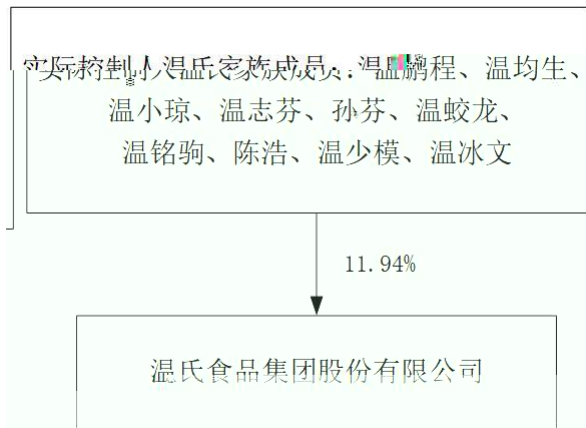 实际控制人温氏家族成员：温鹏程、温均生、
温小琼、温志芬、孙芬、温蛟龙、
温铭驹、陈浩、温少模、温冰文
11.94%
温氏食品集团股份有限公司